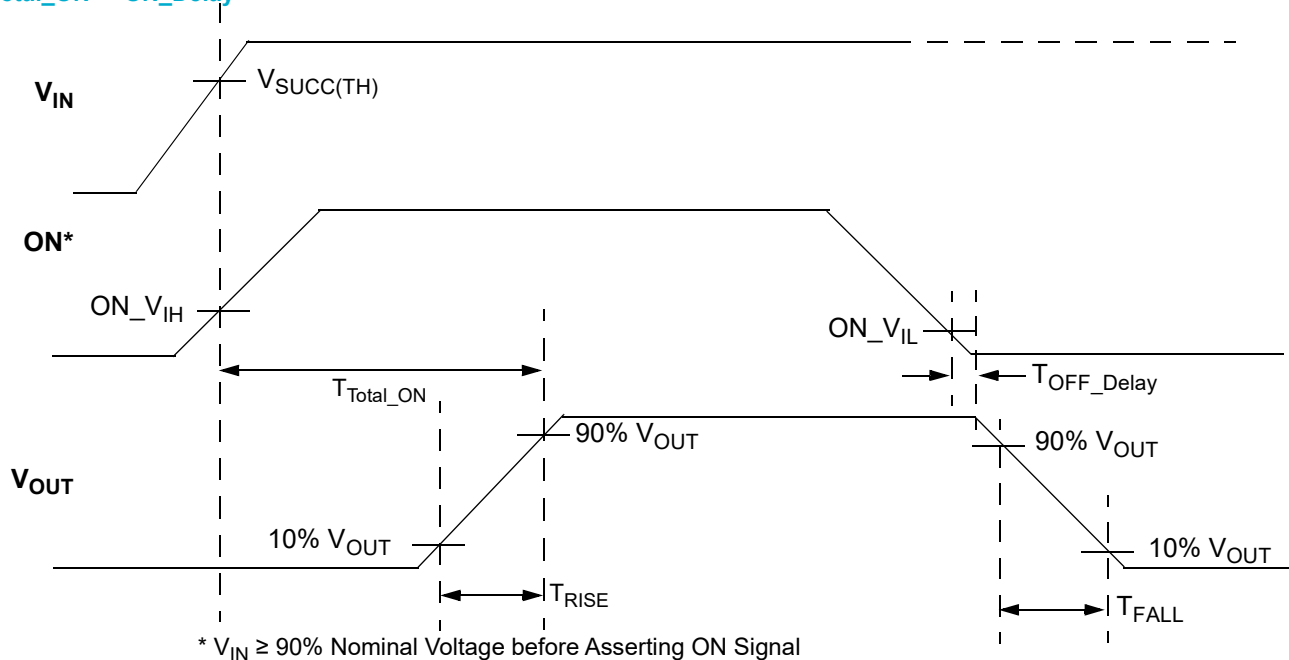 V_IN
V_SUCC(TH)
ON*
ON_V_IH
ON_V_IL
T_Total_ON
T_OFF_Delay
V_OUT
90% V_OUT
90% V_OUT
10% V_OUT
10% V_OUT
T_RISE
T_FALL
* V_IN ≥ 90% Nominal Voltage before Asserting ON Signal